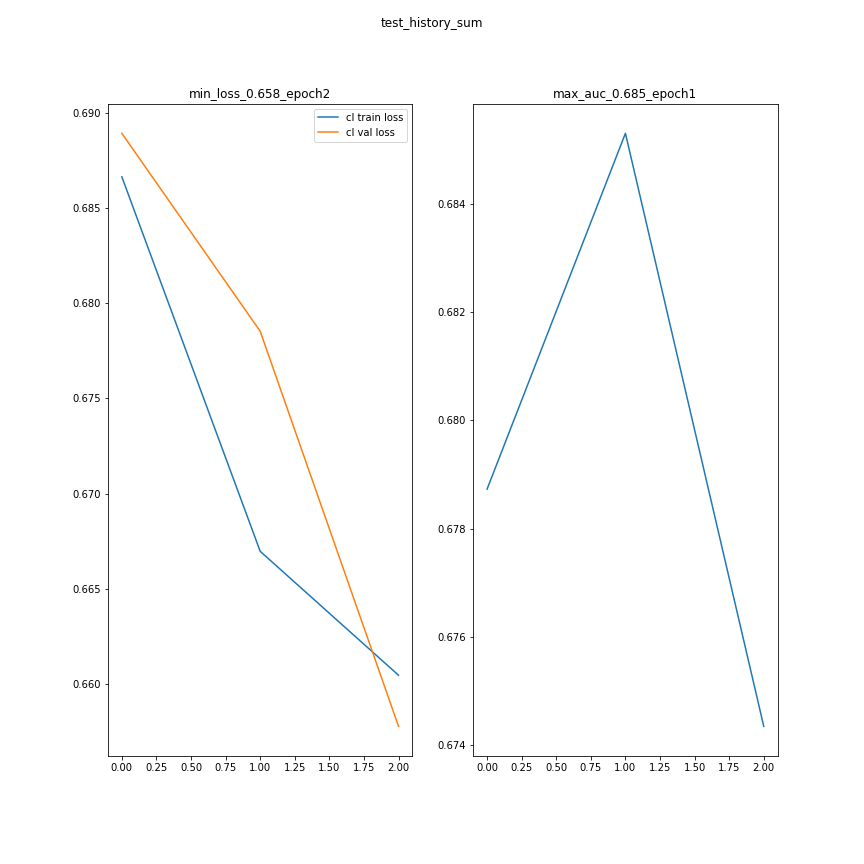 test_history_sum
min_loss_0.658_epoch2
cl train loss
cl val loss
0.690
0.685
0.680
0.675
0.670
0.665
0.660
0.00 0.25 0.50 0.75 1.00 1.25 1.50 1.75 2.00
max_auc_0.685_epoch1
0.684
0.682
0.680
0.678
0.676
0.674
0.00 0.25 0.50 0.75 1.00 1.25 1.50 1.75 2.00